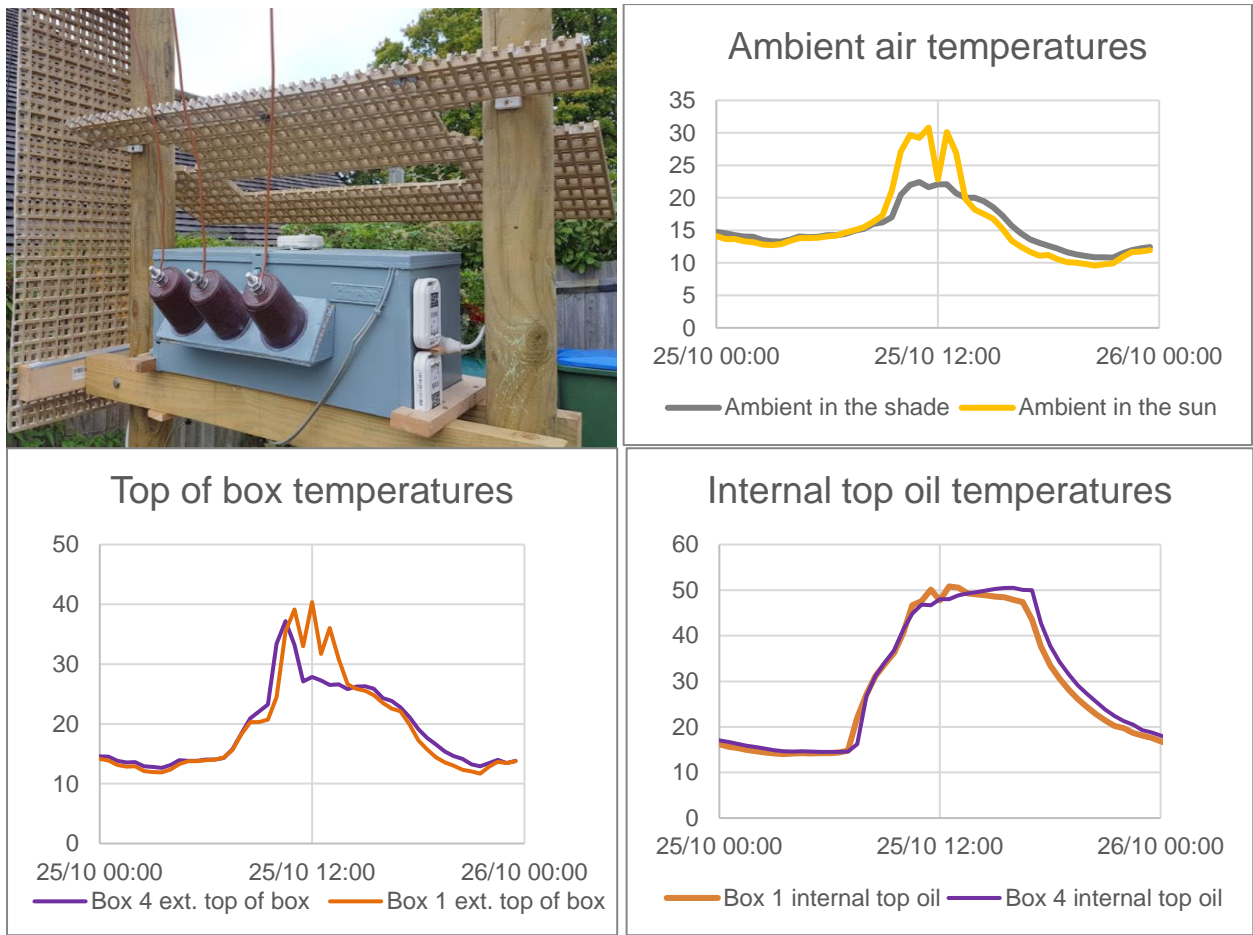 Ambient air temperatures
35
30
25
20
15
10
5
0
25/10 00:00 25/10 12:00 26/10 00:00
Ambient in the shade Ambient in the sun
Top of box temperatures
50
40
30
20
10
0
25/10 00:00 25/10 12:00 26/10 00:00
Box 4 ext. top of box Box 1 ext. top of box
Internal top oil temperatures
60
50
40
30
20
10
0
25/10 00:00 25/10 12:00 26/10 00:00
Box 1 internal top oil Box 4 internal top oil